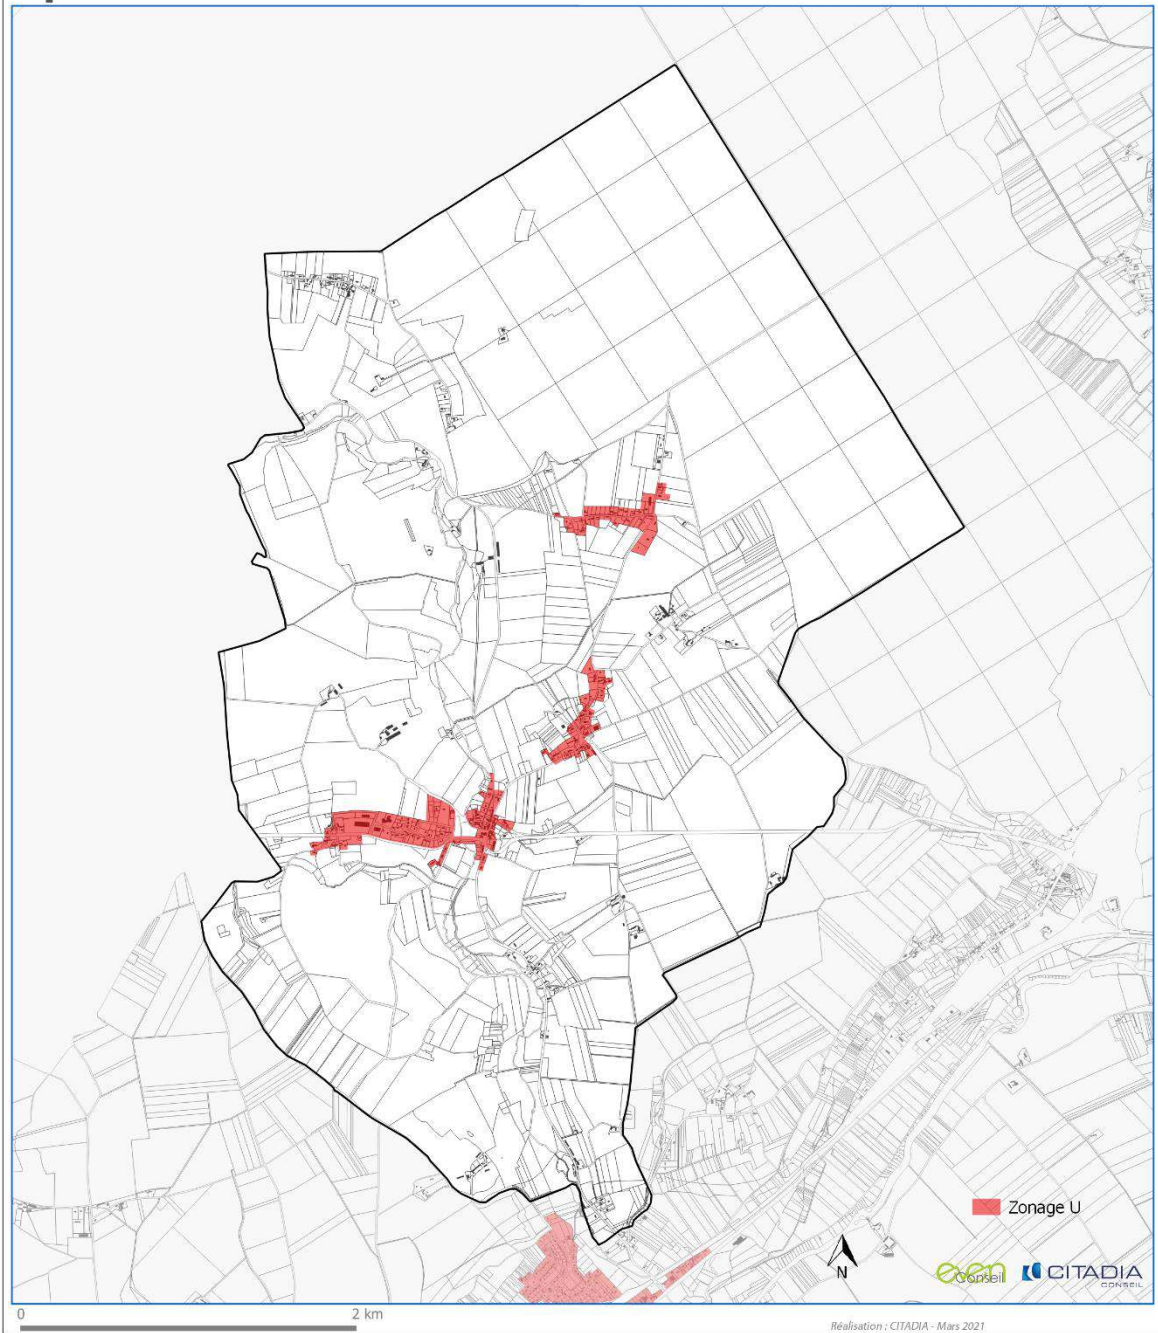 Zonage U
N
even
Conseil
CITADIA
CONSEIL
0
2 km
Réalisation : CITADIA - Mars 2021